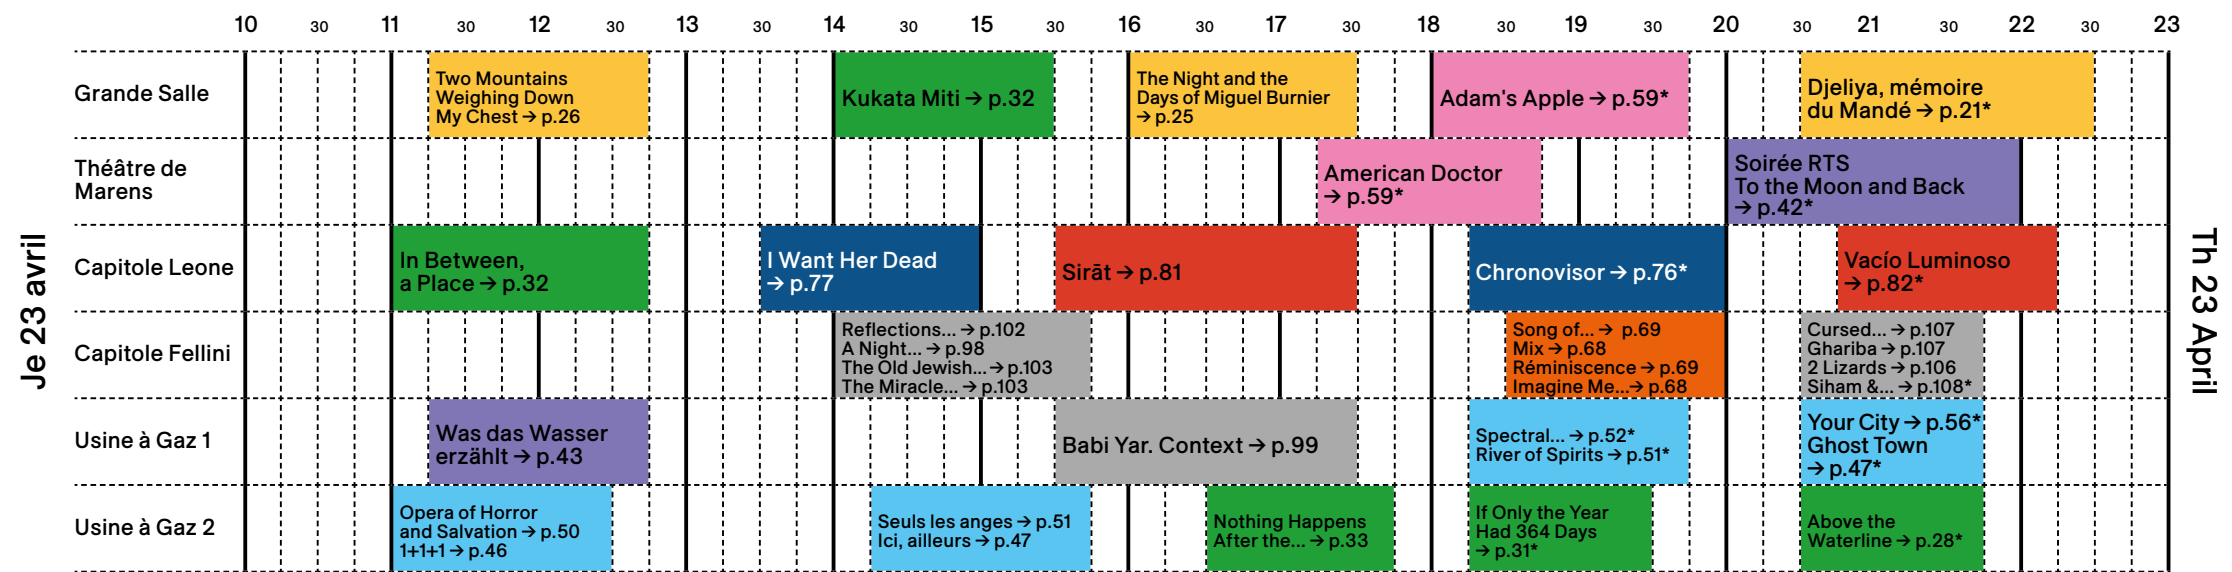 10 30 11 30 12 30 13 30 14 30 15 30 16 30 17 30 18 30 19 30 20 30 21 30 22 30 23
Je 23 avril
Th 23 April
Grande Salle
Two Mountains
Weighing Down
My Chest → p.26
Kukata Miti → p.32
The Night and the
Days of Miguel Burnier
→ p.25
Adam's Apple → p.59*
Djeliya, mémoire
du Mandé → p.21*
Théâtre de
Marens
American Doctor
→ p.59*
Soirée RTS
To the Moon and Back
→ p.42*
Capitole Leone
In Between,
a Place → p.32
I Want Her Dead
→ p.77
Sirāt → p.81
Chronovisor → p.76*
Vacío Luminoso
→ p.82*
Capitole Fellini
Reflections... → p.102
A Night... → p.98
The Old Jewish... → p.103
The Miracle... → p.103
Song of... → p.69
Mix → p.68
Réminiscence → p.69
Imagine Me...→ p.68
Cursed... → p.107
Ghariba → p.107
2 Lizards → p.106
Siham &... → p.108*
Usine à Gaz 1
Was das Wasser
erzählt → p.43
Babi Yar. Context → p.99
Spectral... → p.52*
River of Spirits → p.51*
Your City → p.56*
Ghost Town
→ p.47*
Usine à Gaz 2
Opera of Horror
and Salvation → p.50
1+1+1 → p.46
Seuls les anges → p.51
Ici, ailleurs → p.47
Nothing Happens
After the... → p.33
If Only the Year
Had 364 Days
→ p.31*
Above the
Waterline → p.28*